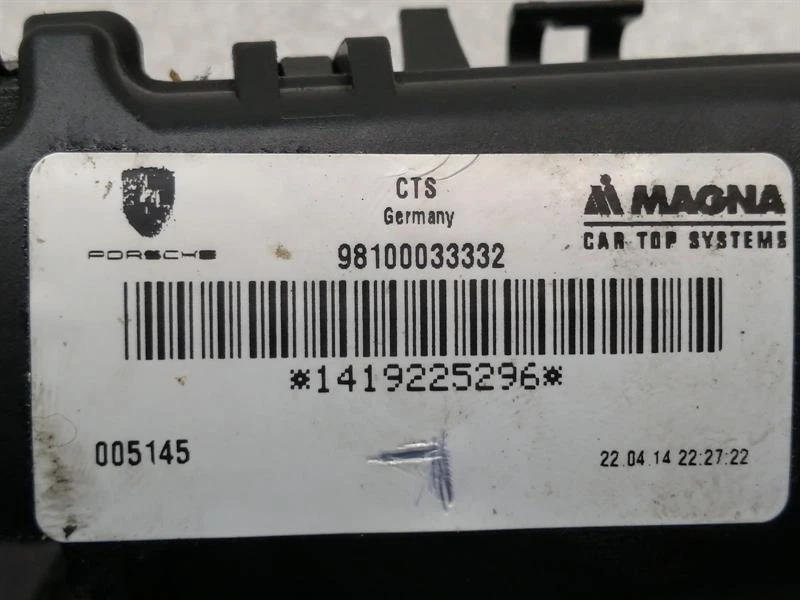 PORSCHE
CTS
Germany
98100033332
MAGNA
CAR TOP SYSTEMS
*1419225296*
005145
22.04.14 22:27:22